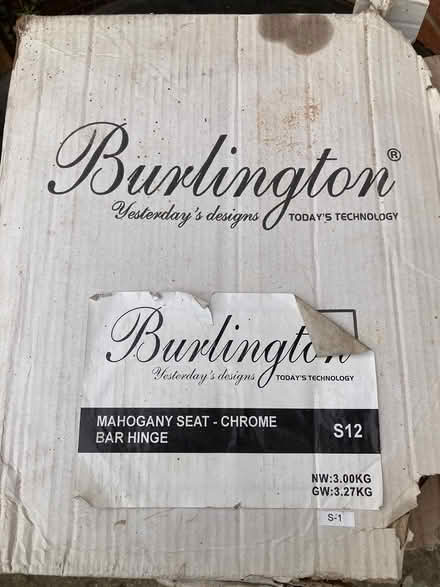 Burlington®
Yesterday's designs TODAY'S TECHNOLOGY
Burlington
Yesterday's designs TODAY'S TECHNOLOGY
MAHOGANY SEAT - CHROME
BAR HINGE S12
NW:3.00KG
GW:3.27KG
S-1